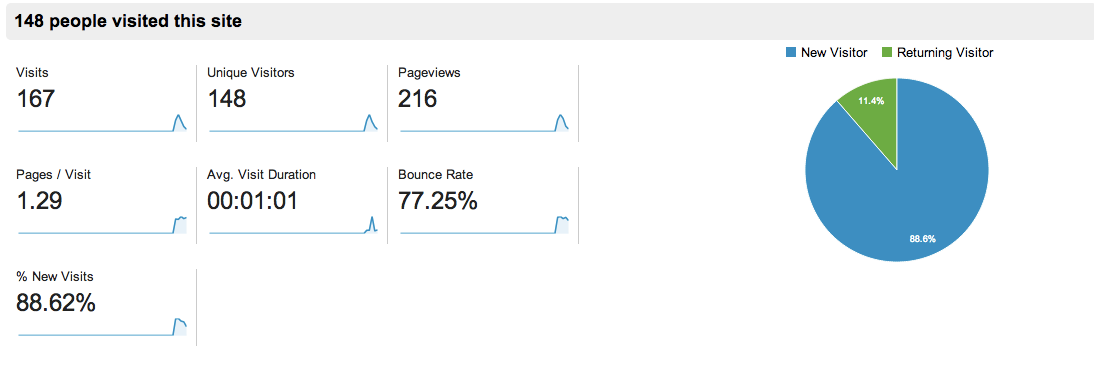 148 people visited this site
New Visitor Returning Visitor
Visits Unique Visitors Pageviews
167 148 216
11.4%
Pages / Visit Avg. Visit Duration Bounce Rate
1.29 00:01:01 77.25%
88.6%
% New Visits
88.62%